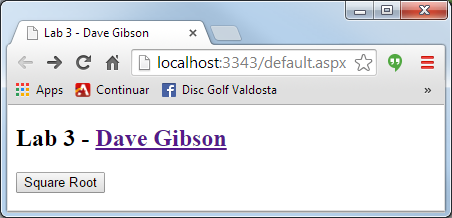 Lab 3 - Dave Gibson
localhost:3343/default.aspx
Apps Continuar Disc Golf Valdosta »
Lab 3 - Dave Gibson
Square Root